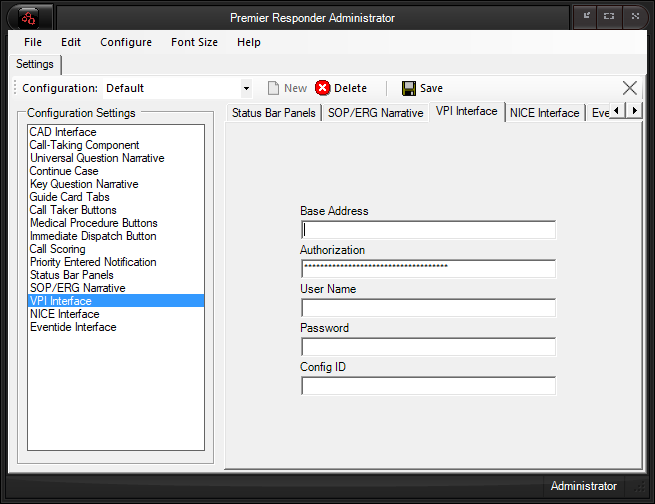 Premier Responder Administrator
File Edit Configure Font Size Help
Settings
Configuration: Default New Delete Save
Configuration Settings
CAD Interface
Call-Taking Component
Universal Question Narrative
Continue Case
Key Question Narrative
Guide Card Tabs
Call Taker Buttons
Medical Procedure Buttons
Immediate Dispatch Button
Call Scoring
Priority Entered Notification
Status Bar Panels
SOP/ERG Narrative
VPI Interface
NICE Interface
Eventide Interface
Status Bar Panels SOP/ERG Narrative VPI Interface NICE Interface Eve
Base Address
Authorization
************************************
User Name
Password
Config ID
Administrator